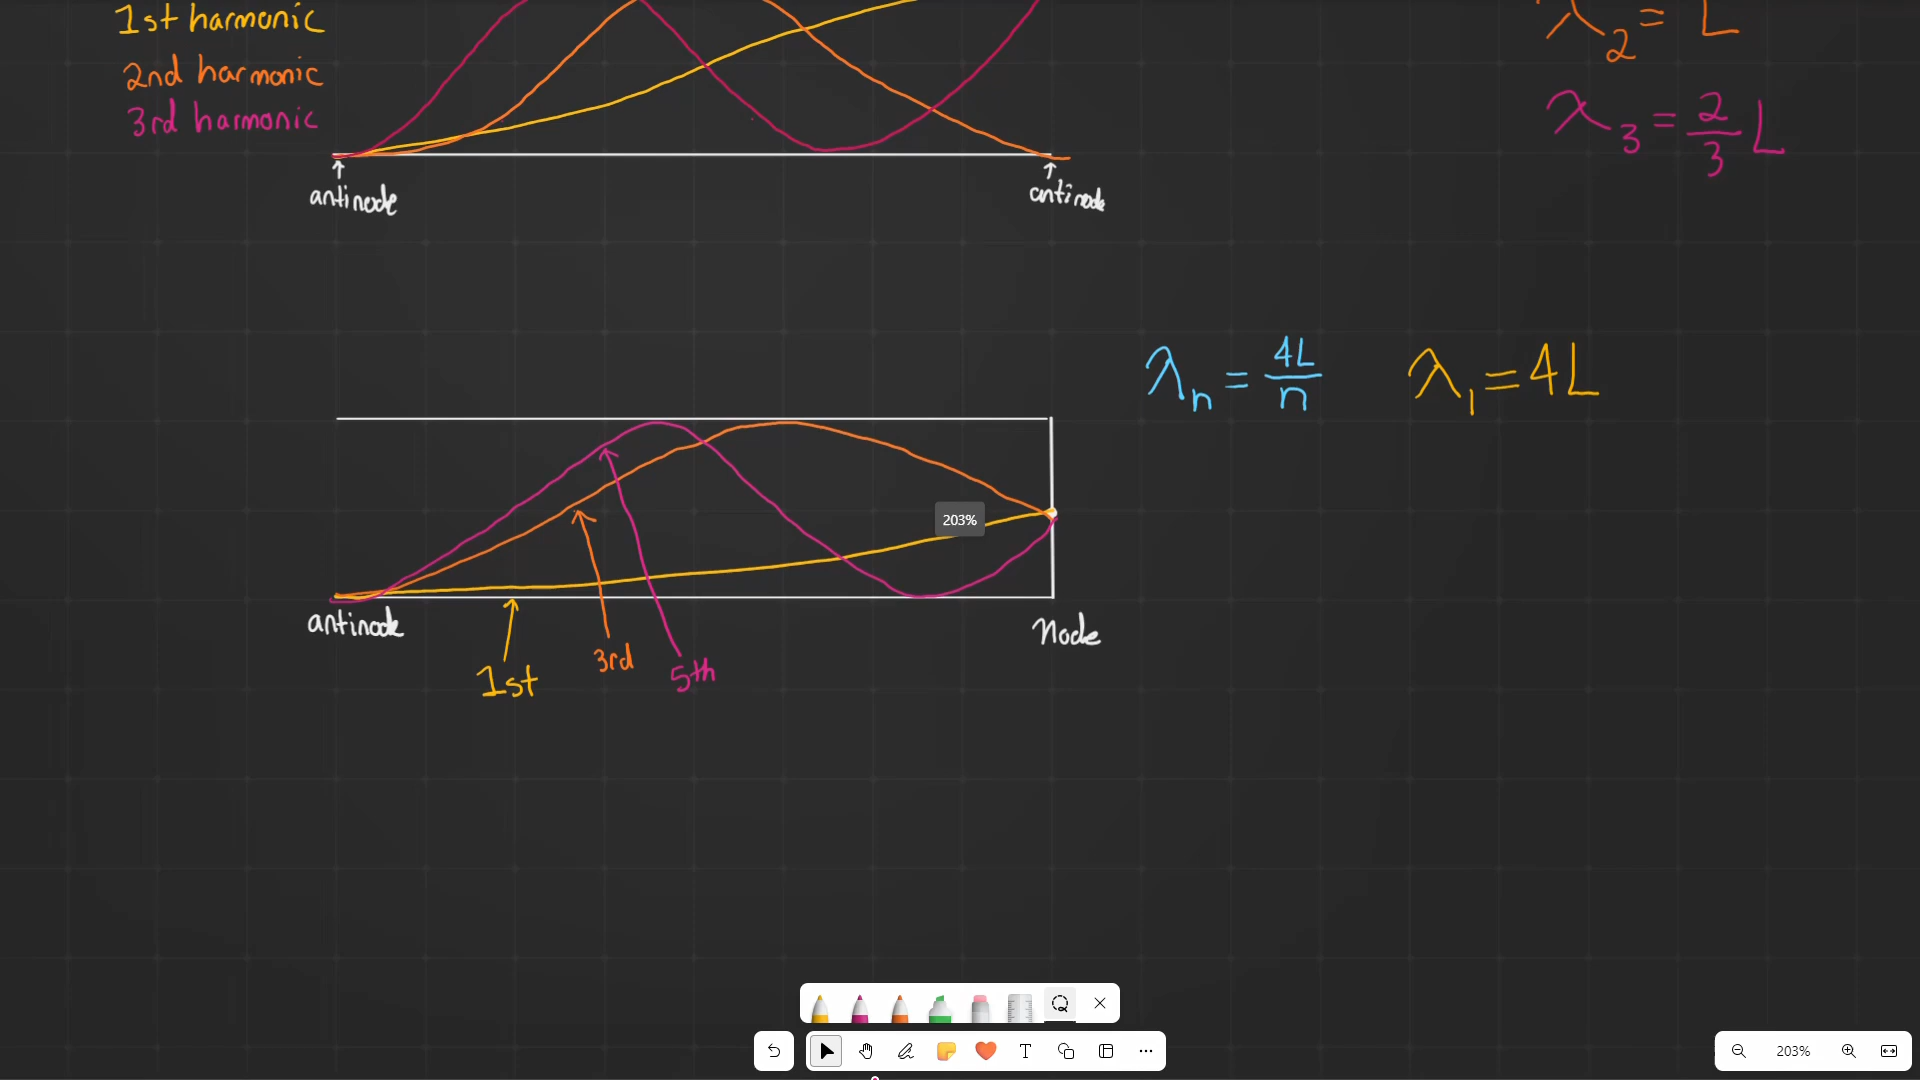 1st harmonic
2nd harmonic
3rd harmonic
λ₂ = L
λ₃ = 2/3 L
antinode
antinode
λₙ = 4L/n
λ₁ = 4L
203%
antinode
Node
1st
3rd
5th
203%